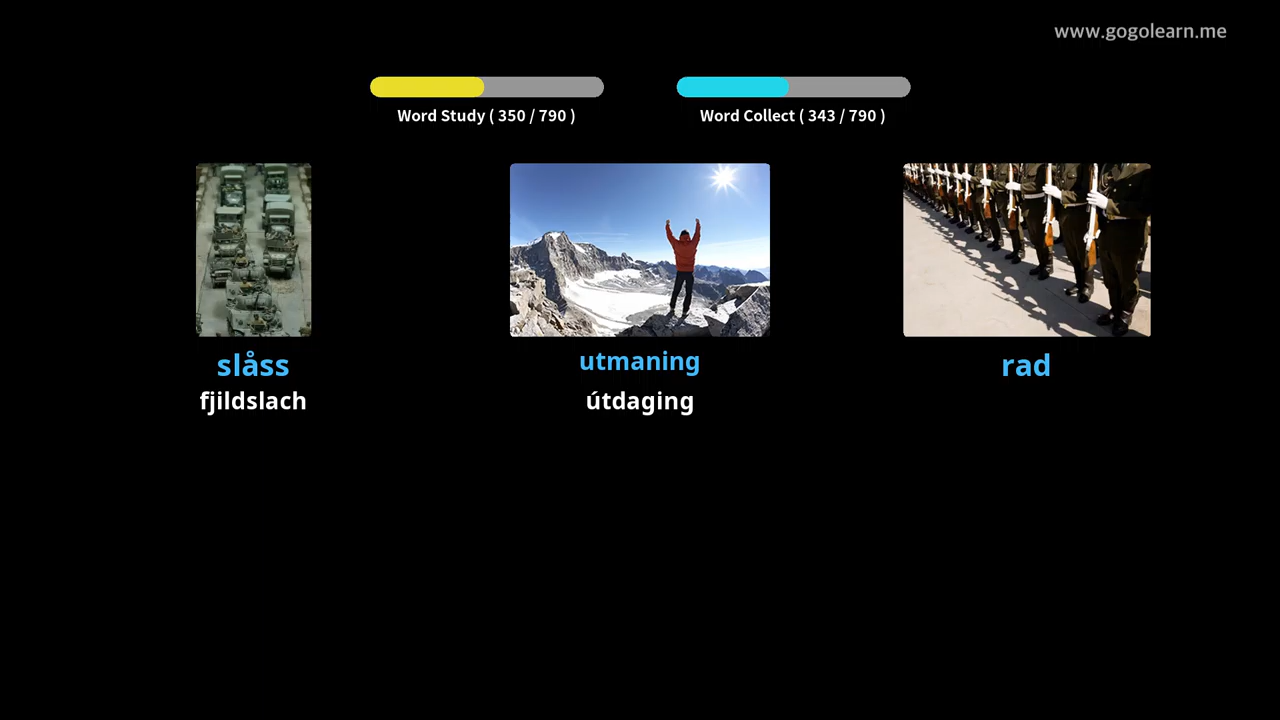 www.gogolearn.me
Word Study ( 350 / 790 )
Word Collect ( 343 / 790 )
slåss
utmaning
rad
fjildslach
útdaging